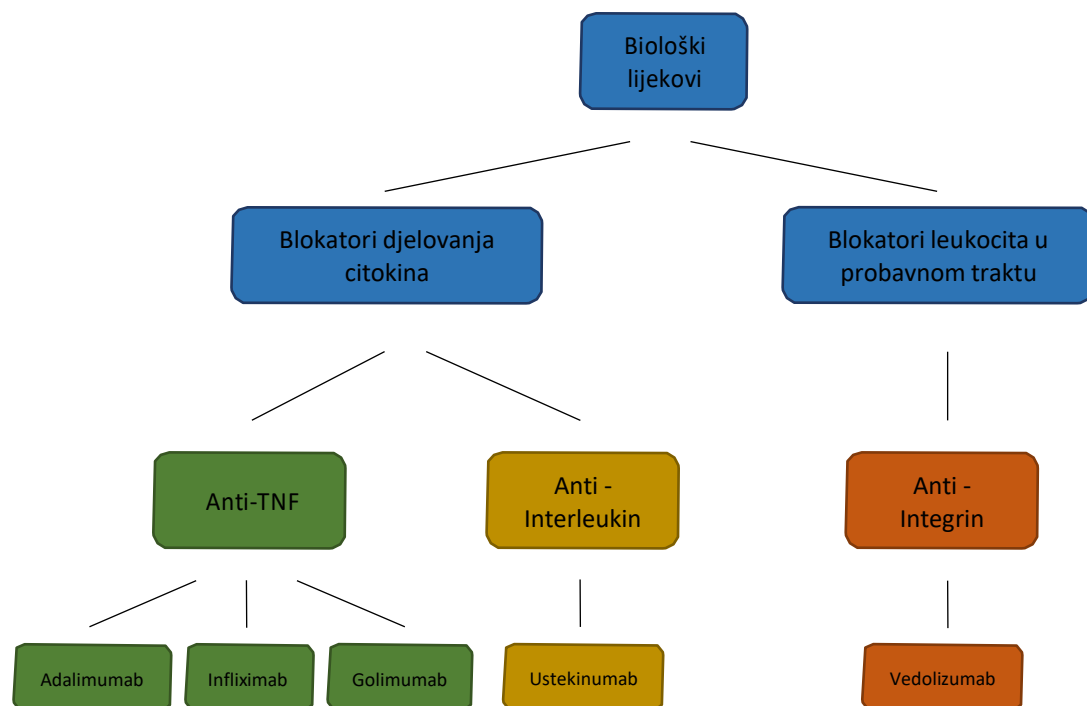 Biološki
lijekovi
Blokatori djelovanja
citokina
Blokatori leukocita u
probavnom traktu
Anti-TNF
Anti -
Interleukin
Anti -
Integrin
Adalimumab
Infliximab
Golimumab
Ustekinumab
Vedolizumab